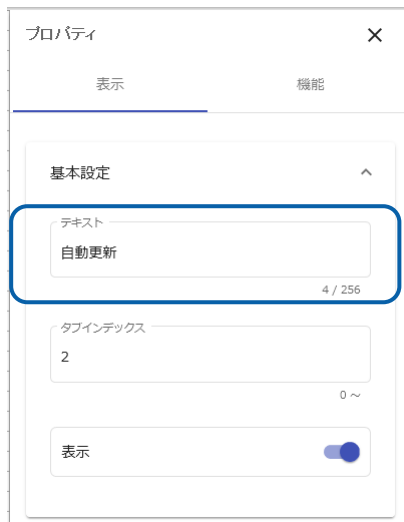 プロパティ
表示 機能
基本設定
テキスト
自動更新
4 / 256
タブインデックス
2
0 ～
表示